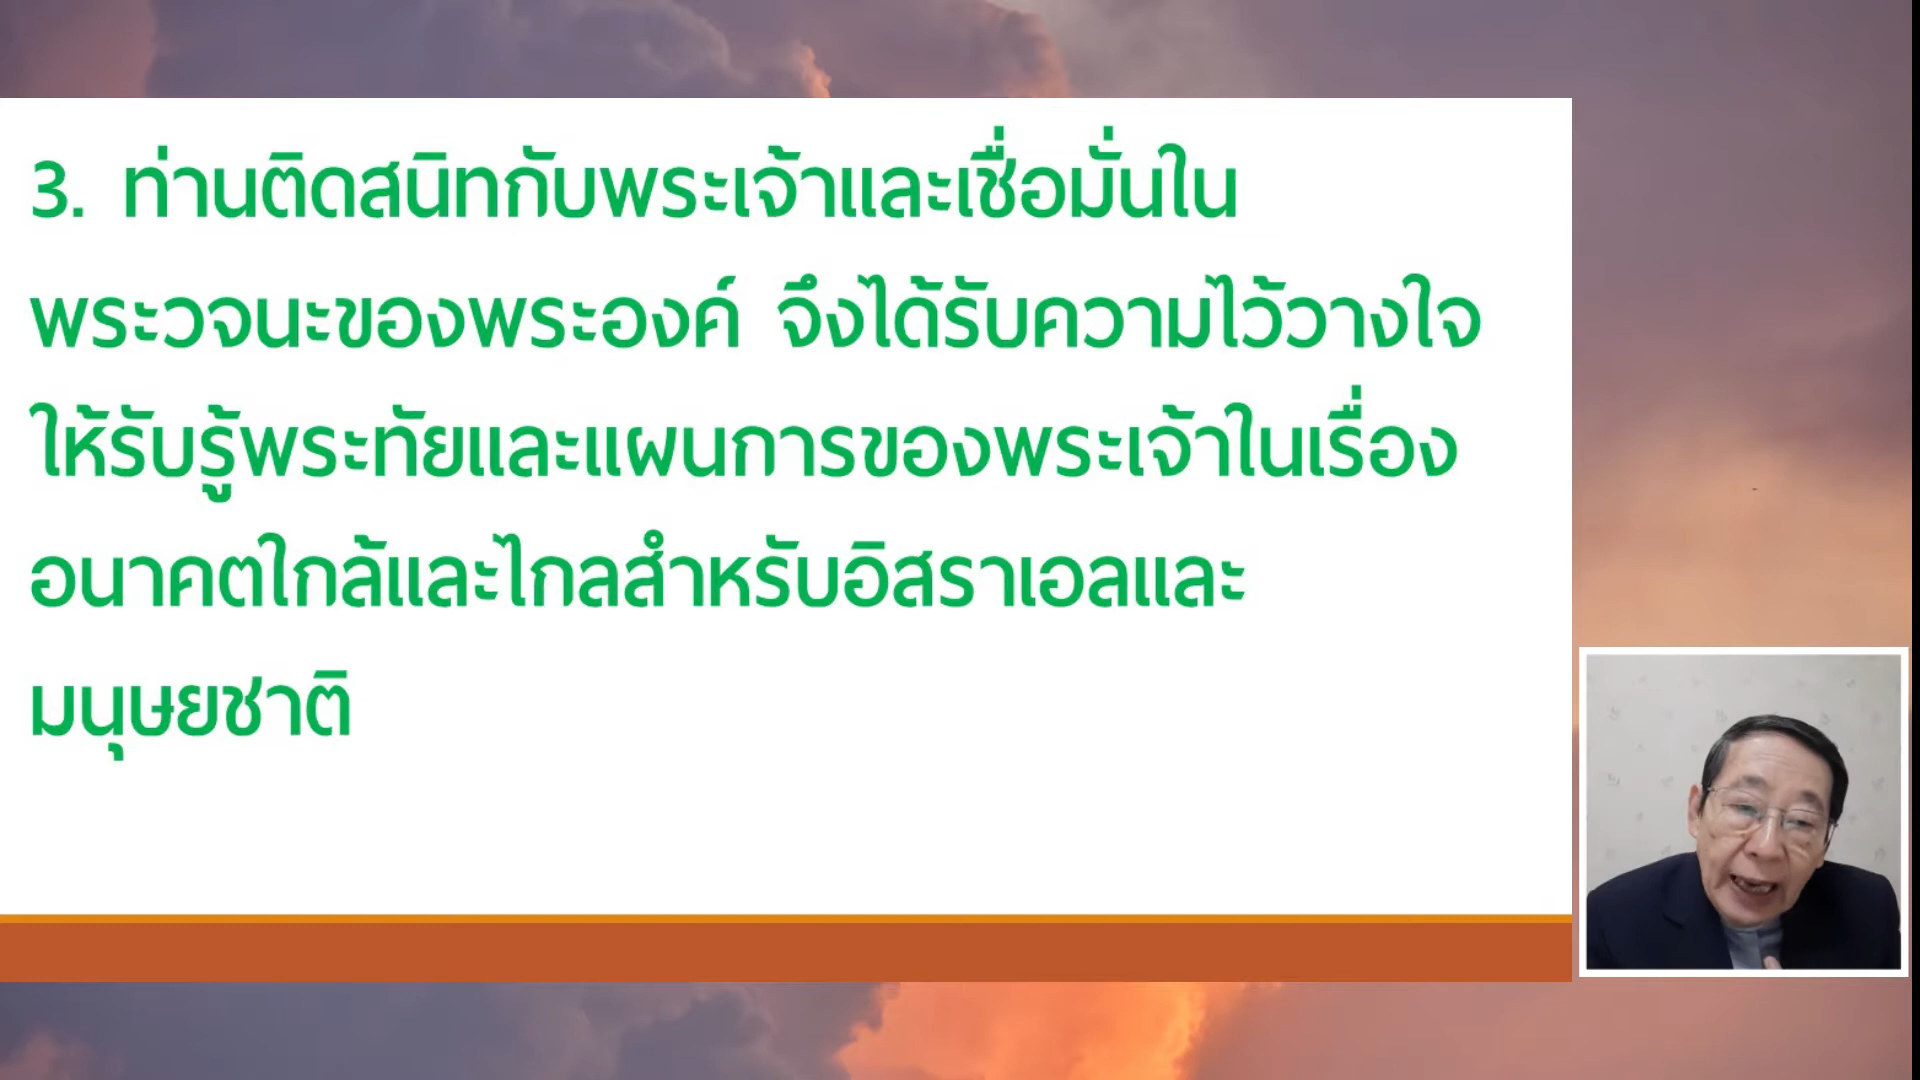 3. ท่านติดสนิทกับพระเจ้าและเชื่อมั่นใน
พระวจนะของพระองค์ จึงได้รับความไว้วางใจ
ให้รับรู้พระทัยและแผนการของพระเจ้าในเรื่อง
อนาคตใกล้และไกลสำหรับอิสราเอลและ
มนุษยชาติ